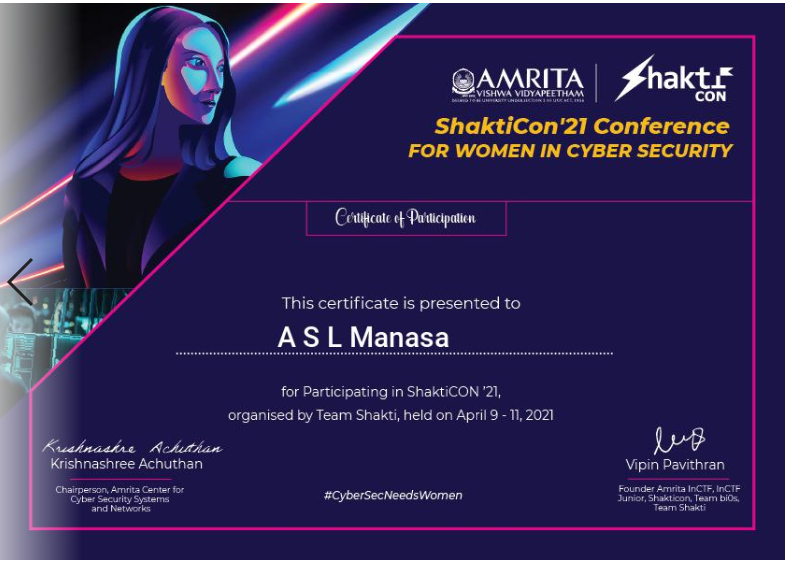 AMRITA
VISHWA VIDYAPEETHAM
Shakti
CON
ShaktiCon'21 Conference
FOR WOMEN IN CYBER SECURITY
Certificate of Participation
This certificate is presented to
A S L Manasa
for Participating in ShaktiCON '21,
organised by Team Shakti, held on April 9 - 11, 2021
Krishnashre Achuthan
Krishnashree Achuthan
Chairperson, Amrita Center for
Cyber Security Systems
and Networks
#CyberSecNeedsWomen
Vipin Pavithran
Founder Amrita InCTF, InCTF
Junior, Shakticon, Team bi0s,
Team Shakti